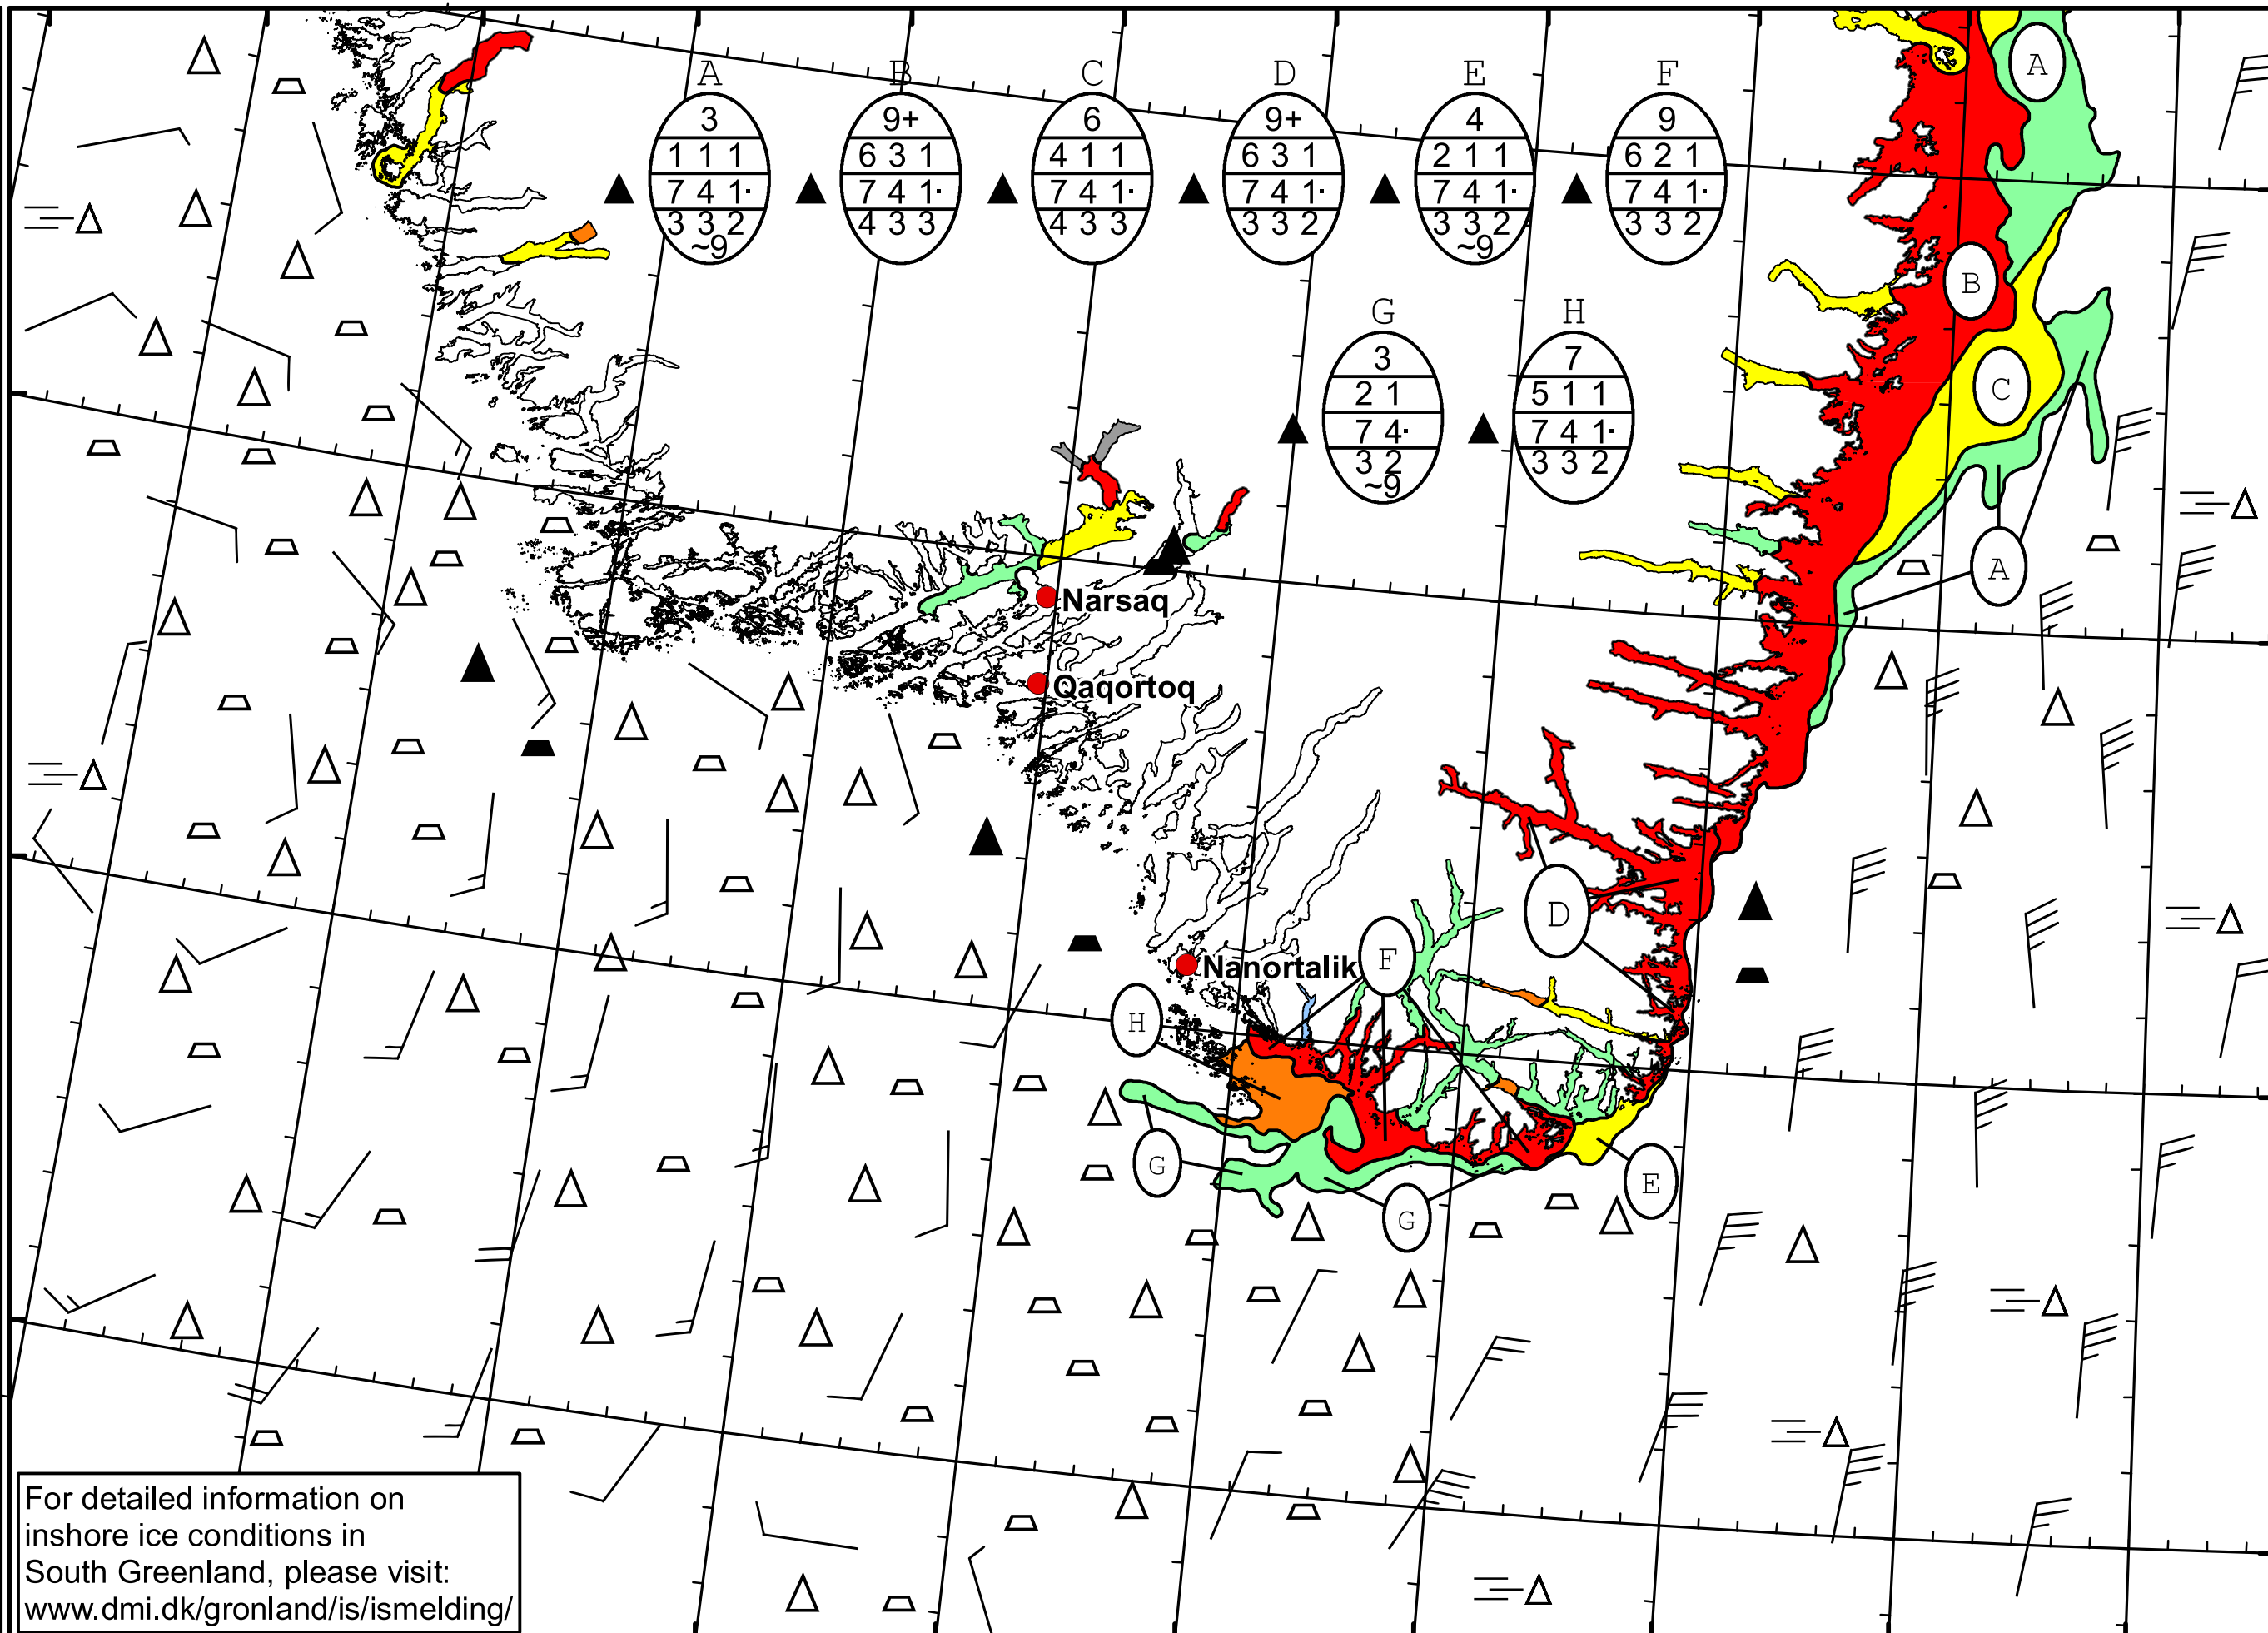 A B C D E F
3 9+ 6 9+ 4 9
1 1 1 6 3 1 4 1 1 6 3 1 2 1 1 6 2 1
7 4 1· 7 4 1· 7 4 1· 7 4 1· 7 4 1· 7 4 1·
3 3 2 4 3 3 4 3 3 3 3 2 3 3 2 3 3 2
~9 ~9
G H
3 7
2 1 5 1 1
7 4· 7 4 1·
3 2 3 3 2
~9
A
B
C
A
Narsaq
Qaqortoq
D
Nanortalik
F
H
G
E
G
For detailed information on
inshore ice conditions in
South Greenland, please visit:
www.dmi.dk/gronland/is/ismelding/